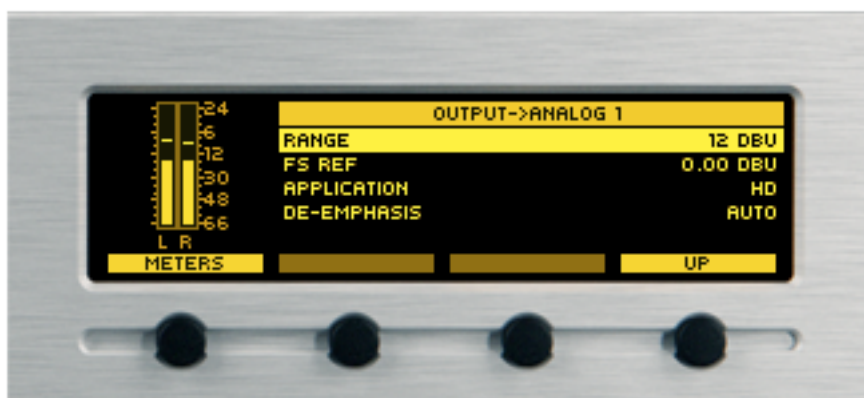 OUTPUT->ANALOG 1
24
6
12
30
48
66
L R
RANGE 12 DBU
FS REF 0.00 DBU
APPLICATION HD
DE-EMPHASIS AUTO
METERS UP